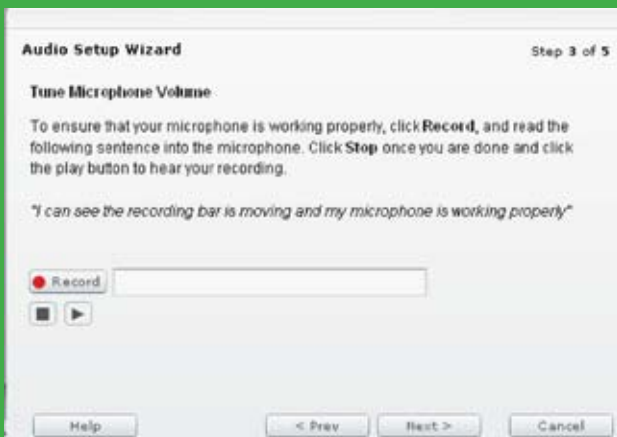 Audio Setup Wizard
Step 3 of 5
Tune Microphone Volume
To ensure that your microphone is working properly, click Record, and read the
following sentence into the microphone. Click Stop once you are done and click
the play button to hear your recording.
"I can see the recording bar is moving and my microphone is working properly"
Record
Help
< Prev
Next >
Cancel